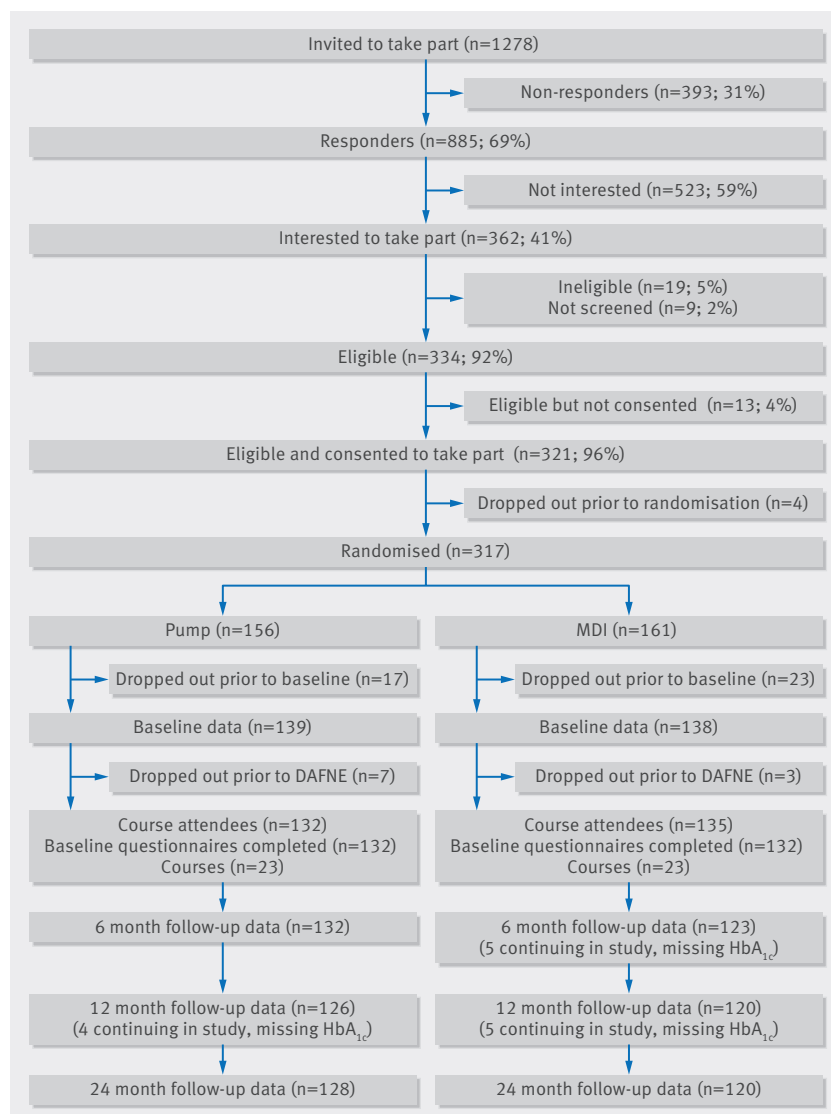 Invited to take part (n=1278)
Non-responders (n=393; 31%)
Responders (n=885; 69%)
Not interested (n=523; 59%)
Interested to take part (n=362; 41%)
Ineligible (n=19; 5%)
Not screened (n=9; 2%)
Eligible (n=334; 92%)
Eligible but not consented (n=13; 4%)
Eligible and consented to take part (n=321; 96%)
Dropped out prior to randomisation (n=4)
Randomised (n=317)
Pump (n=156)
Dropped out prior to baseline (n=17)
Baseline data (n=139)
Dropped out prior to DAFNE (n=7)
Course attendees (n=132)
Baseline questionnaires completed (n=132)
Courses (n=23)
6 month follow-up data (n=132)
12 month follow-up data (n=126)
(4 continuing in study, missing HbA1c)
24 month follow-up data (n=128)
MDI (n=161)
Dropped out prior to baseline (n=23)
Baseline data (n=138)
Dropped out prior to DAFNE (n=3)
Course attendees (n=135)
Baseline questionnaires completed (n=132)
Courses (n=23)
6 month follow-up data (n=123)
(5 continuing in study, missing HbA1c)
12 month follow-up data (n=120)
(5 continuing in study, missing HbA1c)
24 month follow-up data (n=120)